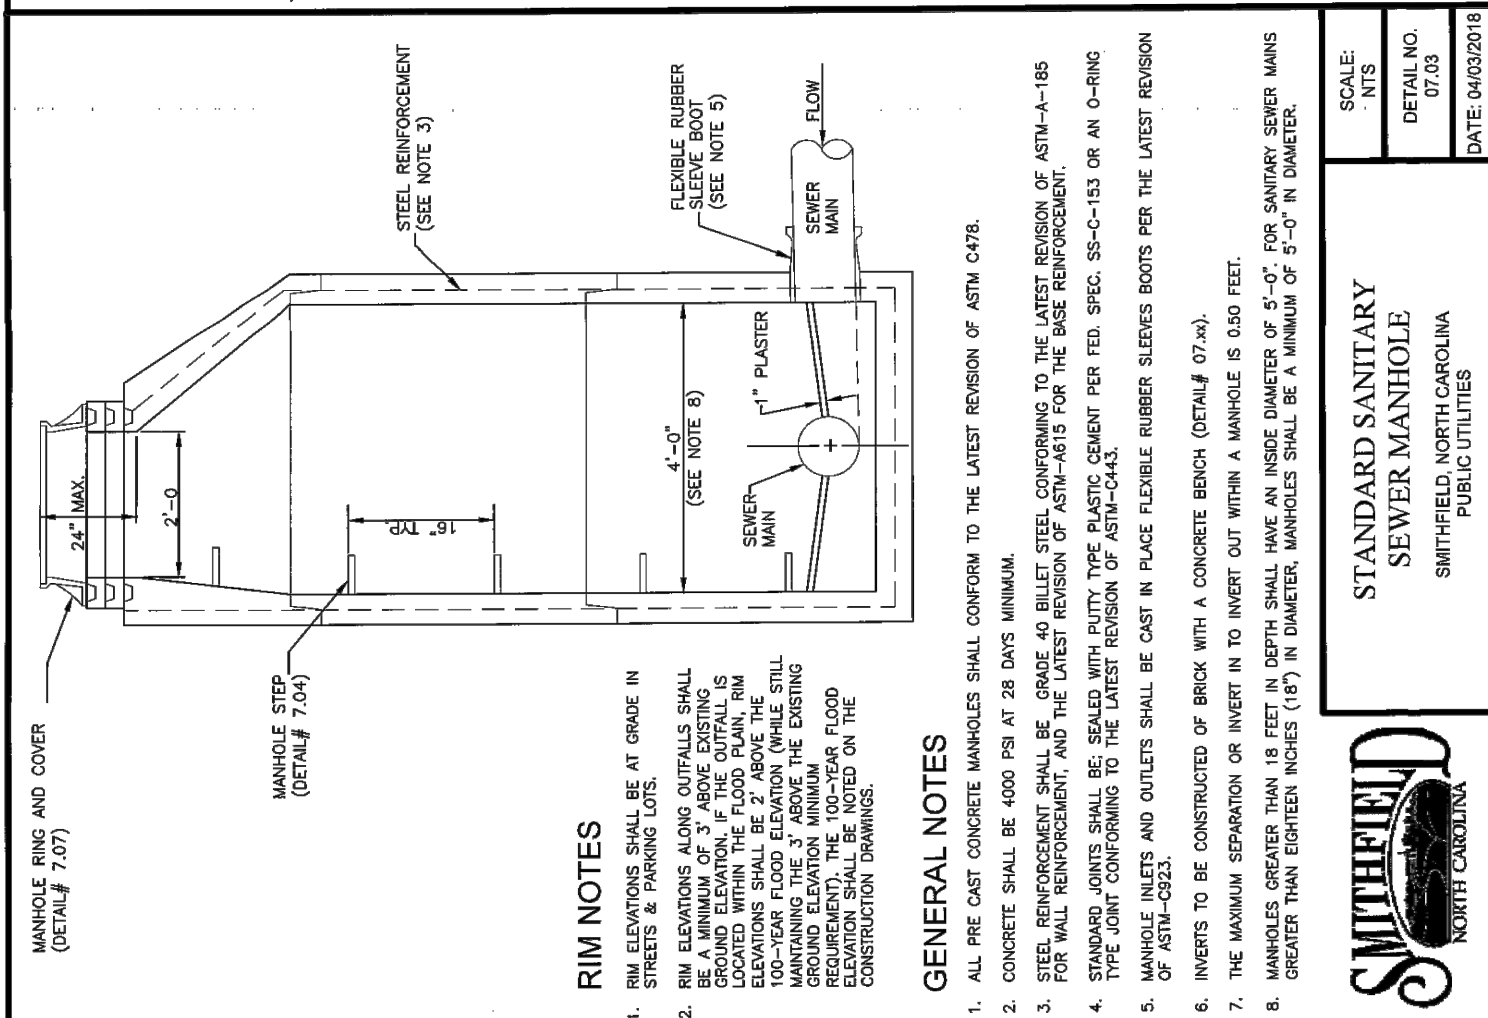 MANHOLE RING AND COVER
(DETAIL# 7.07)
24" MAX.
2'-0
MANHOLE STEP
(DETAIL# 7.04)
16" TYP.
STEEL REINFORCEMENT
(SEE NOTE 3)
4'-0"
(SEE NOTE 8)
FLEXIBLE RUBBER
SLEEVE BOOT
(SEE NOTE 5)
1" PLASTER
SEWER
MAIN
SEWER
MAIN
FLOW
RIM NOTES
1. RIM ELEVATIONS SHALL BE AT GRADE IN
STREETS & PARKING LOTS.
2. RIM ELEVATIONS ALONG OUTFALLS SHALL
BE A MINIMUM OF 3' ABOVE EXISTING
GROUND ELEVATION. IF THE OUTFALL IS
LOCATED WITHIN THE FLOOD PLAIN, RIM
ELEVATIONS SHALL BE 2' ABOVE THE
100-YEAR FLOOD ELEVATION (WHILE STILL
MAINTAINING THE 3' ABOVE THE EXISTING
GROUND ELEVATION MINIMUM
REQUIREMENT). THE 100-YEAR FLOOD
ELEVATION SHALL BE NOTED ON THE
CONSTRUCTION DRAWINGS.
GENERAL NOTES
1. ALL PRE CAST CONCRETE MANHOLES SHALL CONFORM TO THE LATEST REVISION OF ASTM C478.
2. CONCRETE SHALL BE 4000 PSI AT 28 DAYS MINIMUM.
3. STEEL REINFORCEMENT SHALL BE GRADE 40 BILLET STEEL CONFORMING TO THE LATEST REVISION OF ASTM-A-185
FOR WALL REINFORCEMENT, AND THE LATEST REVISION OF ASTM-A615 FOR THE BASE REINFORCEMENT.
4. STANDARD JOINTS SHALL BE; SEALED WITH PUTTY TYPE PLASTIC CEMENT PER FED. SPEC. SS-C-153 OR AN O-RING
TYPE JOINT CONFORMING TO THE LATEST REVISION OF ASTM-C443.
5. MANHOLE INLETS AND OUTLETS SHALL BE CAST IN PLACE FLEXIBLE RUBBER SLEEVES BOOTS PER THE LATEST REVISION
OF ASTM-C923.
6. INVERTS TO BE CONSTRUCTED OF BRICK WITH A CONCRETE BENCH (DETAIL# 07.xx).
7. THE MAXIMUM SEPARATION OR INVERT IN TO INVERT OUT WITHIN A MANHOLE IS 0.50 FEET.
8. MANHOLES GREATER THAN 18 FEET IN DEPTH SHALL HAVE AN INSIDE DIAMETER OF 5'-0". FOR SANITARY SEWER MAINS
GREATER THAN EIGHTEEN INCHES (18") IN DIAMETER, MANHOLES SHALL BE A MINIMUM OF 5'-0" IN DIAMETER.
SMITHFIELD
NORTH CAROLINA
STANDARD SANITARY
SEWER MANHOLE
SMITHFIELD, NORTH CAROLINA
PUBLIC UTILITIES
SCALE:
NTS
DETAIL NO.
07.03
DATE: 04/03/2018